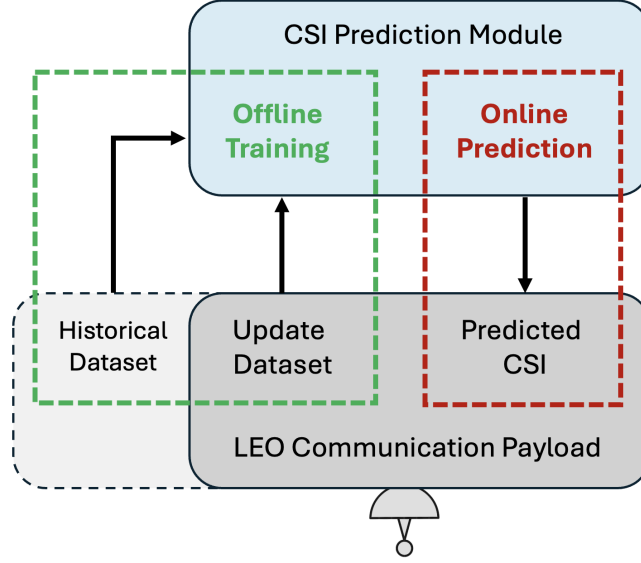 CSI Prediction Module
Offline
Training
Online
Prediction
Historical
Dataset
Update
Dataset
Predicted
CSI
LEO Communication Payload